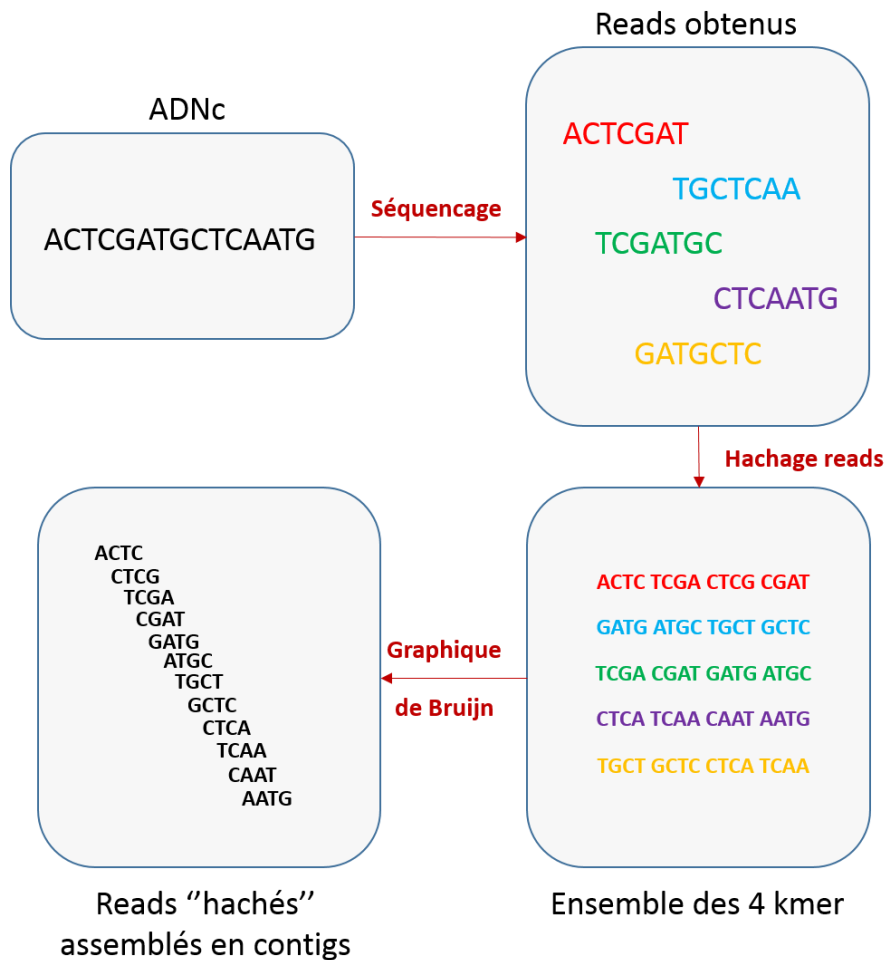 ADNc
ACTCGATGCTCAATG
Séquencage
Reads obtenus
ACTCGAT
TGCTCAA
TCGATGC
CTCAATG
GATGCTC
Hachage reads
ACTC TCGA CTCG CGAT
GATG ATGC TGCT GCTC
TCGA CGAT GATG ATGC
CTCA TCAA CAAT AATG
TGCT GCTC CTCA TCAA
Ensemble des 4 kmer
Graphique
de Bruijn
ACTC
CTCG
TCGA
CGAT
GATG
ATGC
TGCT
GCTC
CTCA
TCAA
CAAT
AATG
Reads ‘’hachés’’
assemblés en contigs